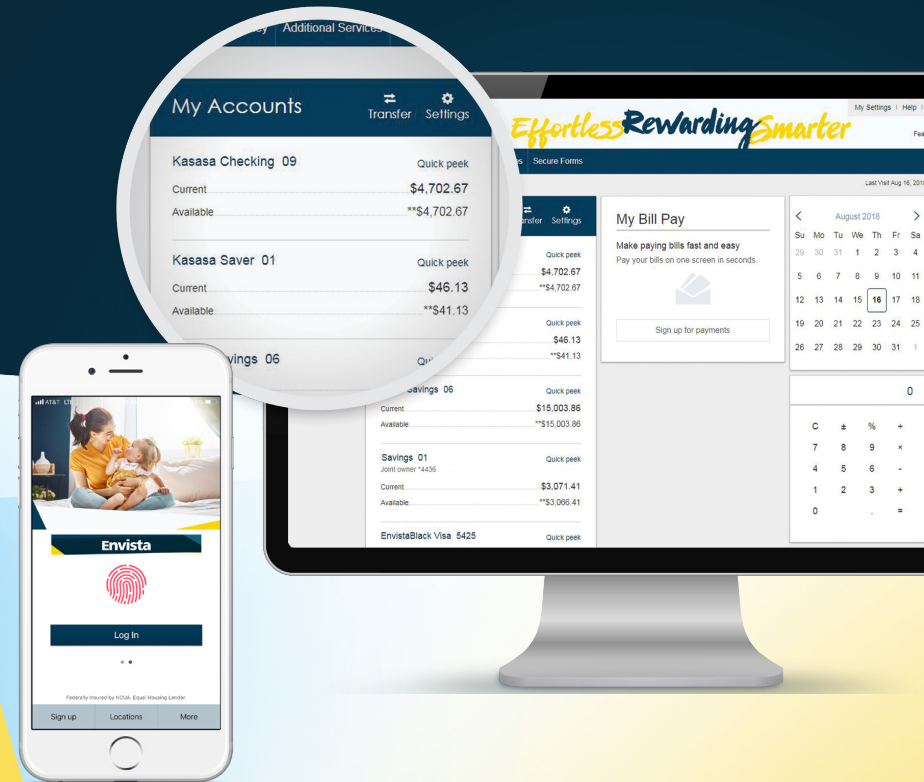 Additional Services
My Accounts
Transfer Settings
Kasasa Checking 09 Quick peek
Current $4,702.67
Available **$4,702.67
Kasasa Saver 01 Quick peek
Current $46.13
Available **$41.13
vings 06 Qu
My Settings | Help |
EffortlessRewardingSmarter
Fea
es Secure Forms
Last Visit Aug 16, 2018
ansfer Settings
Quick peek
$4,702.67
**$4,702.67
Quick peek
$46.13
**$41.13
Savings 06 Quick peek
Current $15,003.86
Available **$15,003.86
Savings 01 Quick peek
Joint owner *4436
Current $3,071.41
Available **$3,066.41
EnvistaBlack Visa 5425 Quick peek
My Bill Pay
Make paying bills fast and easy
Pay your bills on one screen in seconds.
Sign up for payments
< August 2018 >
Su Mo Tu We Th Fr Sa
29 30 31 1 2 3 4
5 6 7 8 9 10 11
12 13 14 15 16 17 18
19 20 21 22 23 24 25
26 27 28 29 30 31 1
0
C ± % ÷
7 8 9 ×
4 5 6 -
1 2 3 +
0 . =
AT&T LTE
Envista
Log In
Federally Insured by NCUA. Equal Housing Lender.
Sign up Locations More